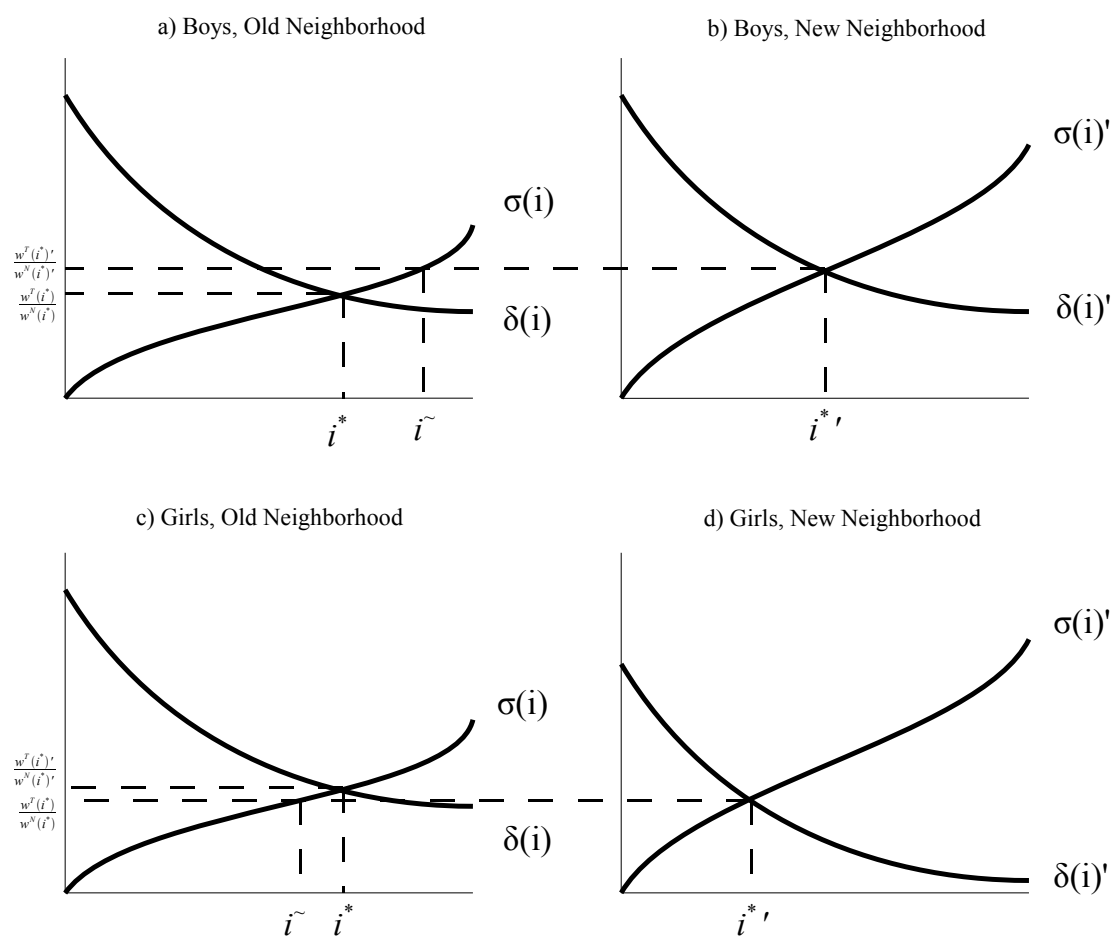 a) Boys, Old Neighborhood
b) Boys, New Neighborhood
σ(i)'
σ(i)
w^T(i^*)'
w^N(i^*)'
w^T(i^*)
w^N(i^*)
δ(i)
δ(i)'
i^*
i^~
i^*'
c) Girls, Old Neighborhood
d) Girls, New Neighborhood
σ(i)'
σ(i)
w^T(i^*)'
w^N(i^*)'
w^T(i^*)
w^N(i^*)
δ(i)
δ(i)'
i^~
i^*
i^*'